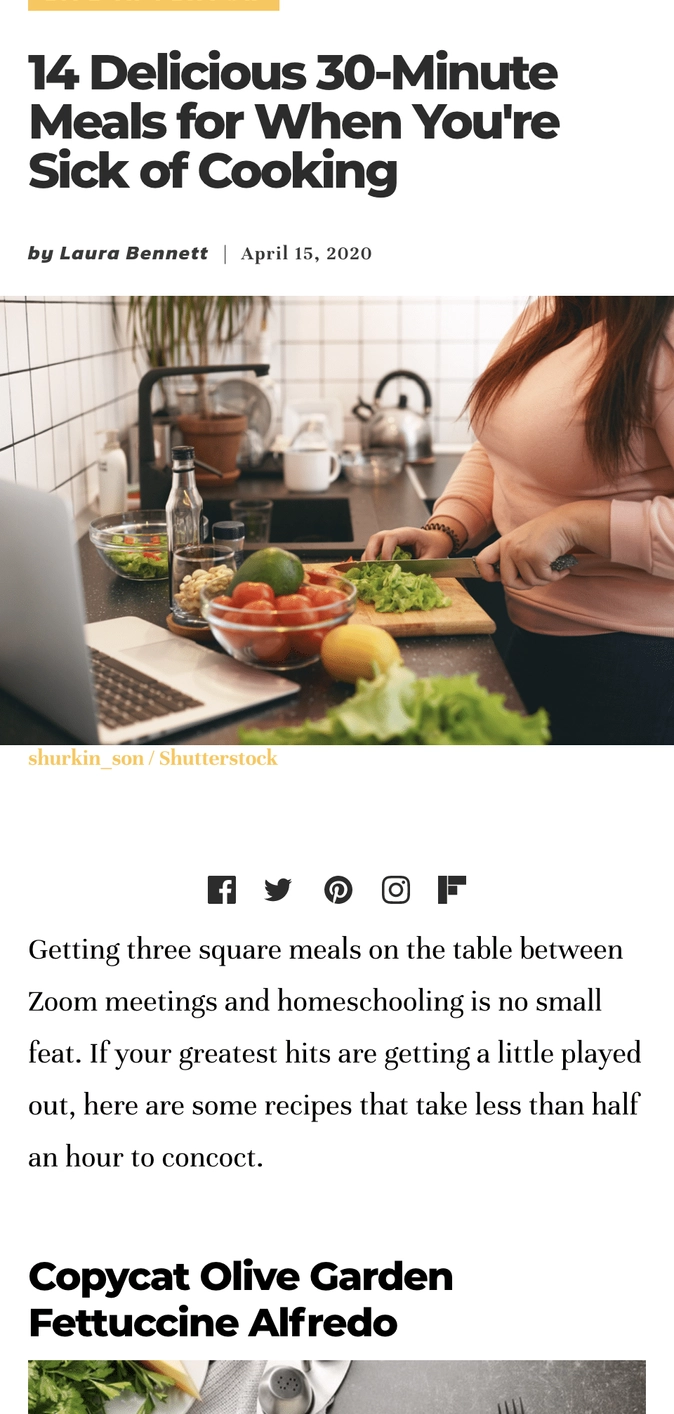 14 Delicious 30-Minute
Meals for When You're
Sick of Cooking
by Laura Bennett | April 15, 2020
shurkin_son / Shutterstock
Getting three square meals on the table between
Zoom meetings and homeschooling is no small
feat. If your greatest hits are getting a little played
out, here are some recipes that take less than half
an hour to concoct.
Copycat Olive Garden
Fettuccine Alfredo